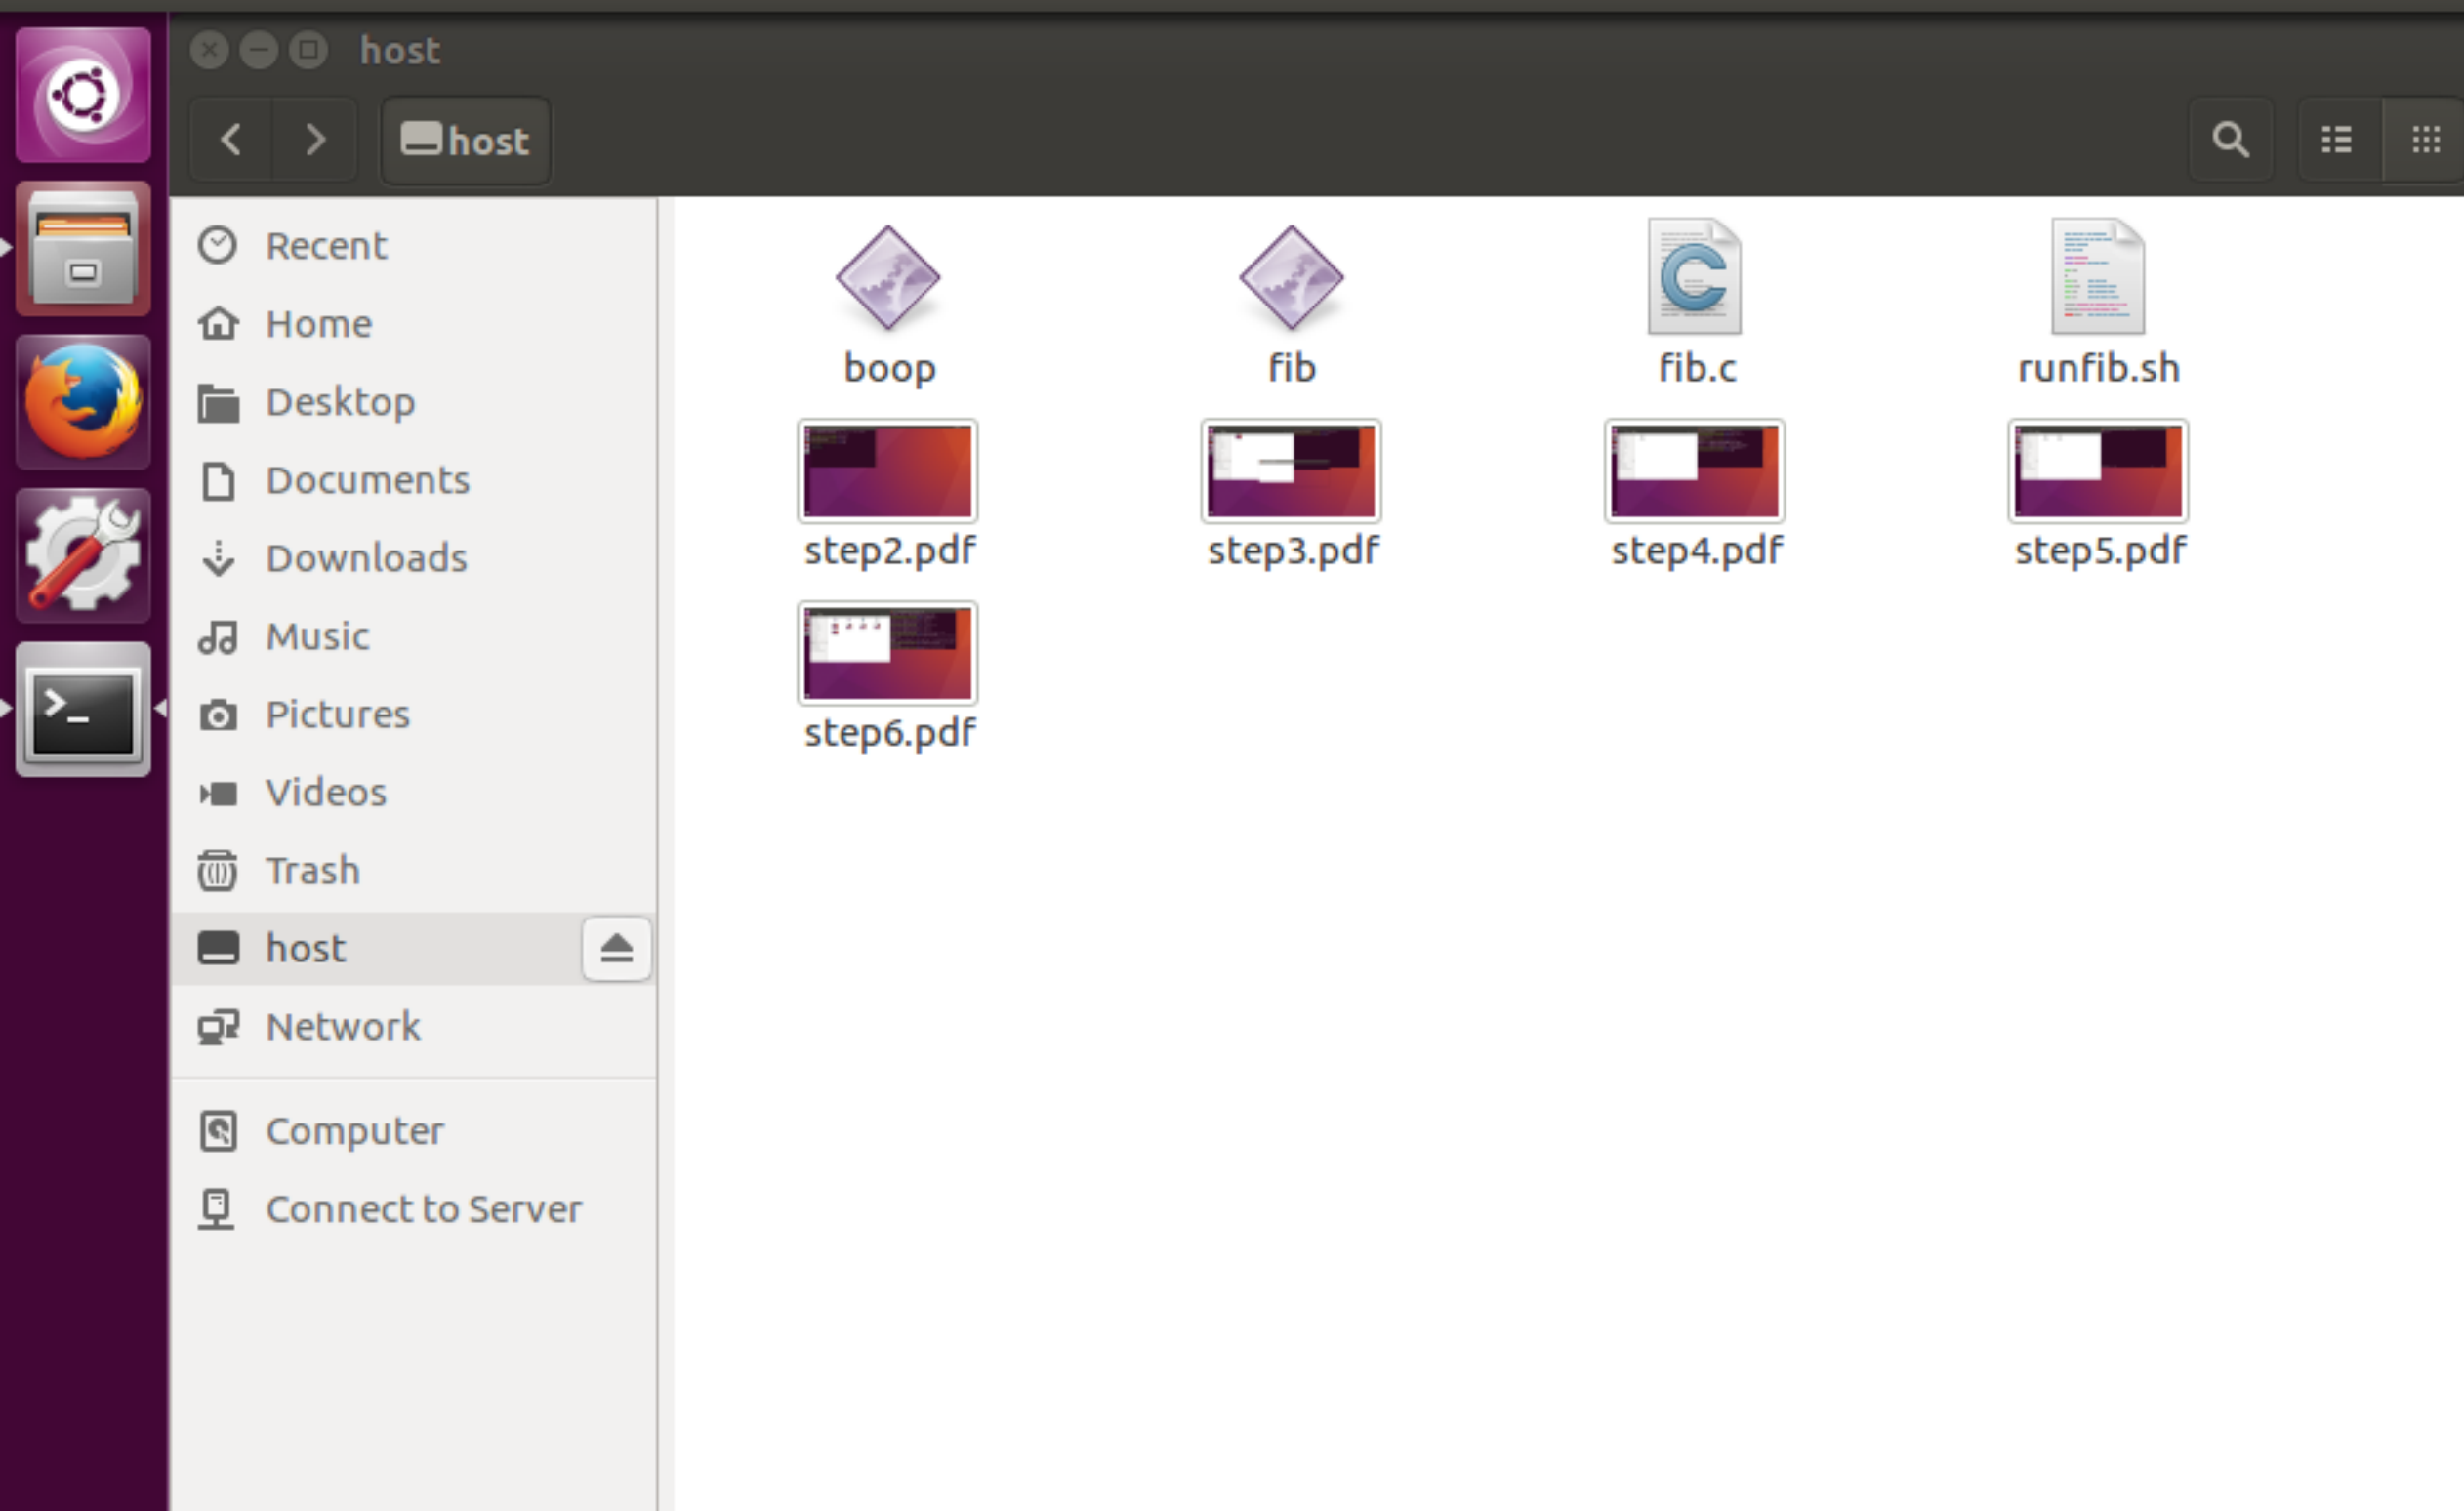 host
host
Recent
Home
Desktop
Documents
Downloads
Music
Pictures
Videos
Trash
host
Network
Computer
Connect to Server
boop fib fib.c runfib.sh
step2.pdf step3.pdf step4.pdf step5.pdf
step6.pdf